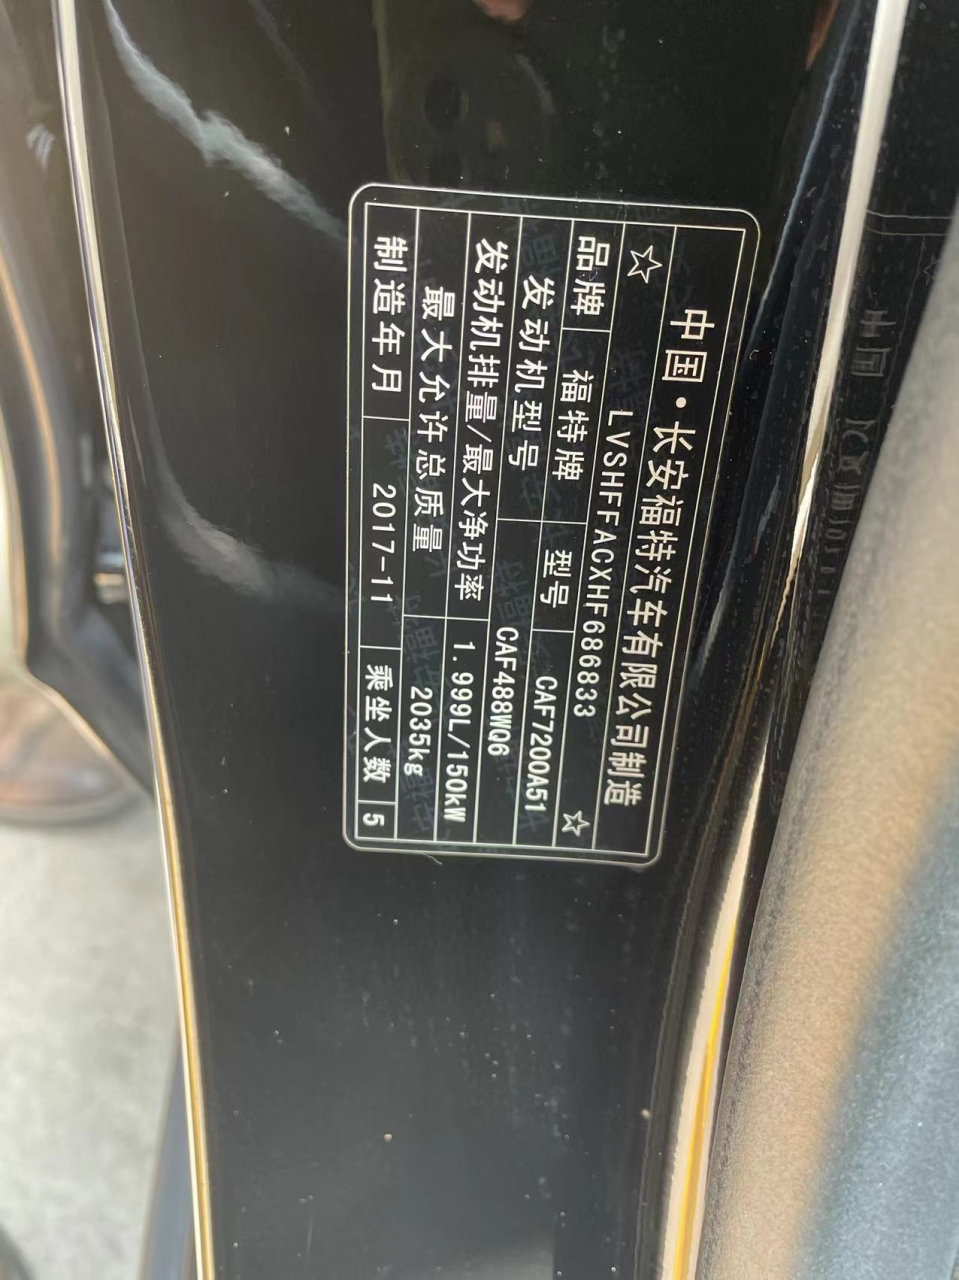 中国·长安福特汽车有限公司制造
☆ LVSHFFACXHF686833 ☆
品牌 福特牌 型号 CAF7200A51
发动机型号 CAF488WQ6
发动机排量/最大净功率 1.999L/150kW
最大允许总质量 2035kg
制造年月 2017-11 乘坐人数 5